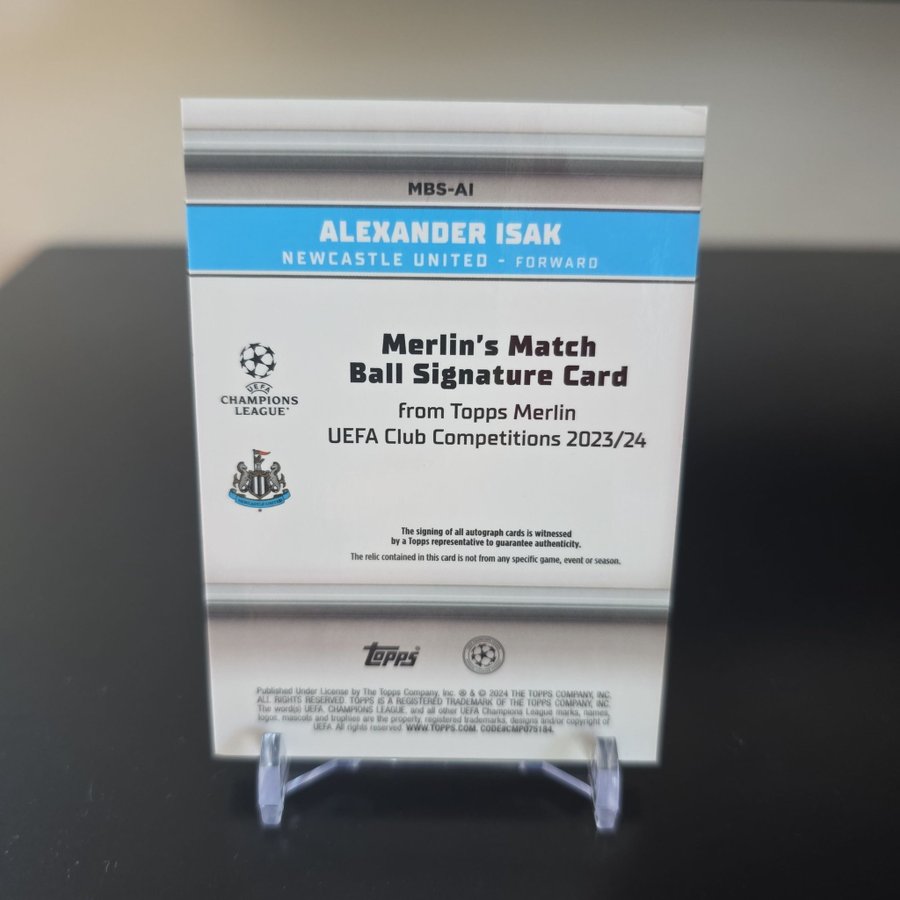 MBS-AI
ALEXANDER ISAK
NEWCASTLE UNITED - FORWARD
Merlin's Match
Ball Signature Card
from Topps Merlin
UEFA Club Competitions 2023/24
UEFA
CHAMPIONS
LEAGUE
NEWCASTLE UNITED
The signing of all autograph cards is witnessed
by a Topps representative to guarantee authenticity.
The relic contained in this card is not from any specific game, event or season.
topps
Published Under License by The Topps Company, Inc. ® & © 2024 THE TOPPS COMPANY, INC.
ALL RIGHTS RESERVED. TOPPS IS A REGISTERED TRADEMARK OF THE TOPPS COMPANY, INC.
The word(s) UEFA, CHAMPIONS LEAGUE, and all other UEFA Champions League marks, names,
logos, mascots and trophies are the property, registered trademarks, designs and/or copyright of
UEFA. All rights reserved. WWW.TOPPS.COM. CODE#CMP075184.